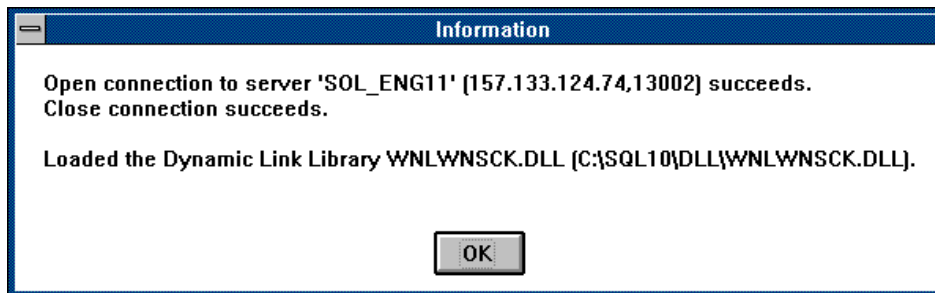 Information
Open connection to server 'SOL_ENG11' (157.133.124.74,13002) succeeds.
Close connection succeeds.
Loaded the Dynamic Link Library WNLWNSCK.DLL (C:\SQL10\DLL\WNLWNSCK.DLL).
OK